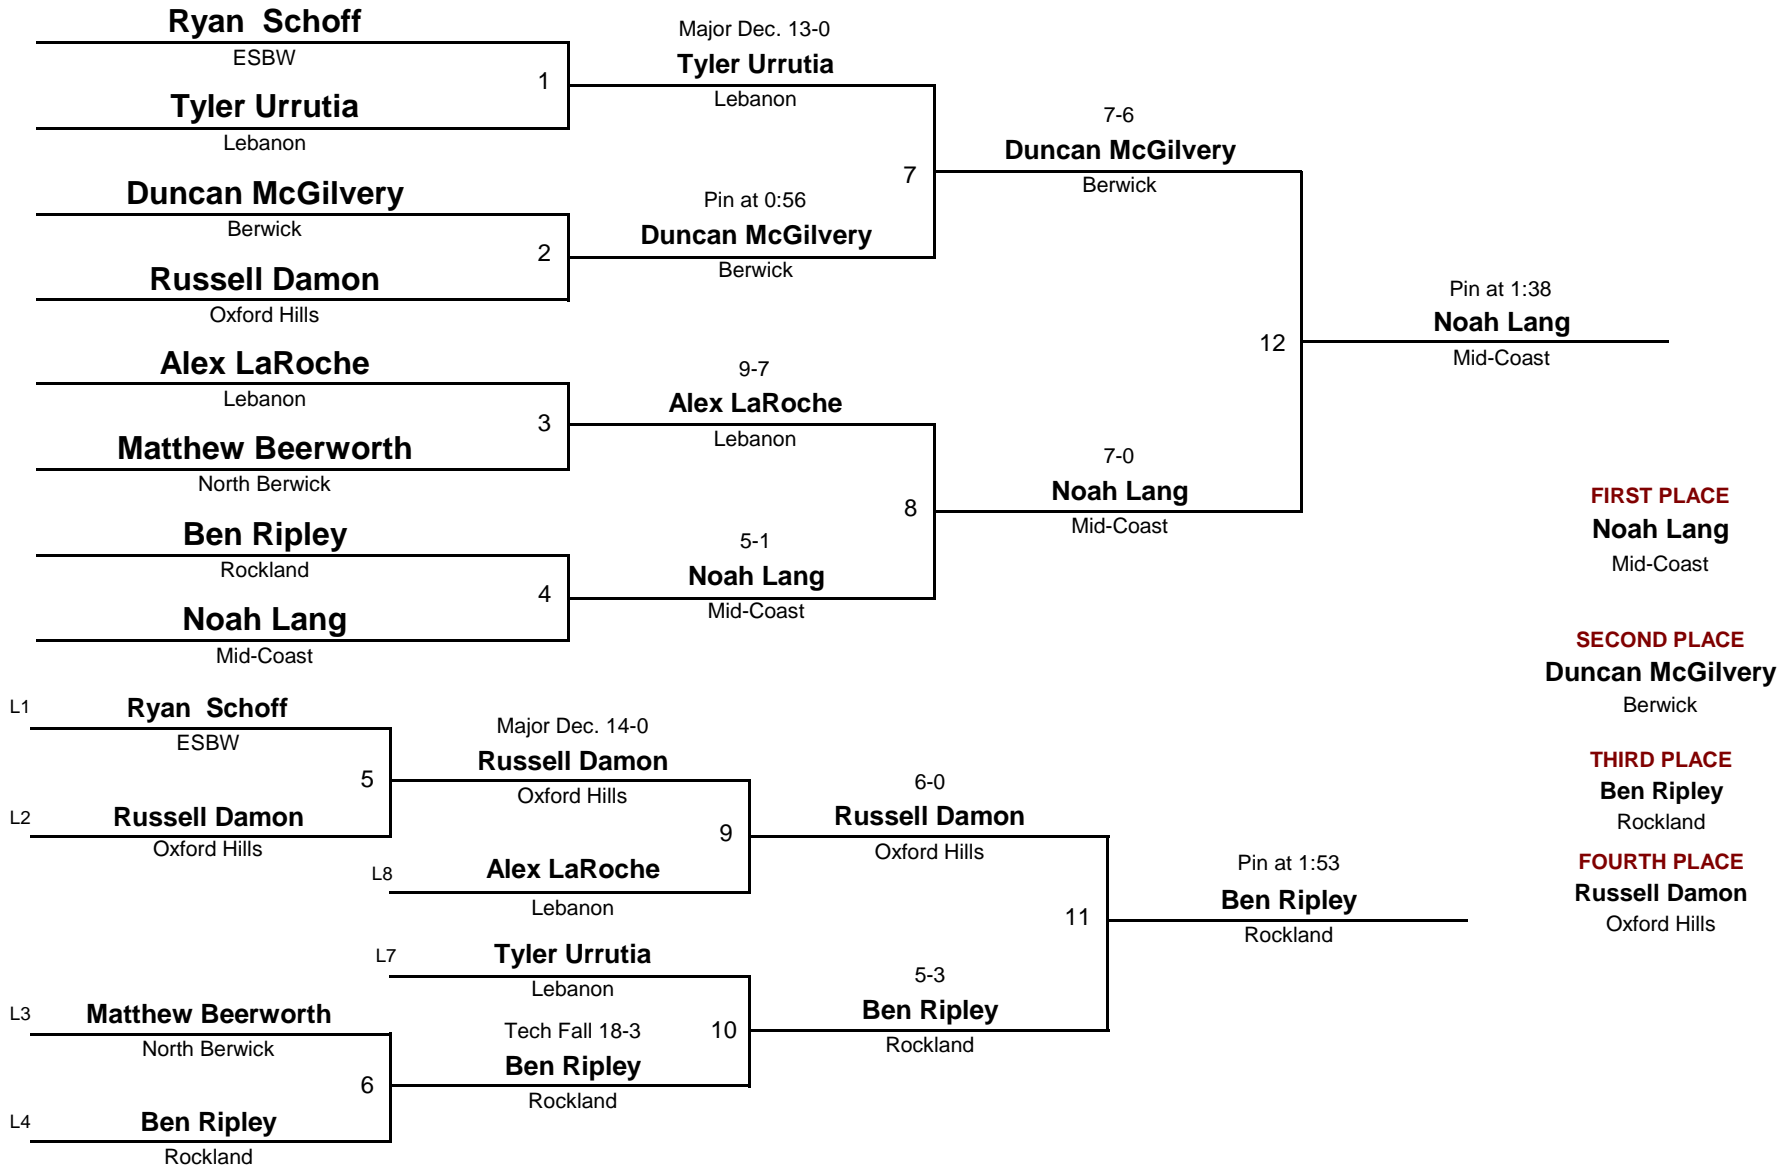 Ryan  Schoff
ESBW
1
Tyler Urrutia
Lebanon
Major Dec. 13-0
Tyler Urrutia
Lebanon
Duncan McGilvery
Berwick
2
Russell Damon
Oxford Hills
Pin at 0:56
Duncan McGilvery
Berwick
7
7-6
Duncan McGilvery
Berwick
Alex LaRoche
Lebanon
3
Matthew Beerworth
North Berwick
9-7
Alex LaRoche
Lebanon
Ben Ripley
Rockland
4
Noah Lang
Mid-Coast
5-1
Noah Lang
Mid-Coast
8
7-0
Noah Lang
Mid-Coast
12
Pin at 1:38
Noah Lang
Mid-Coast
FIRST PLACE
Noah Lang
Mid-Coast
SECOND PLACE
Duncan McGilvery
Berwick
THIRD PLACE
Ben Ripley
Rockland
FOURTH PLACE
Russell Damon
Oxford Hills
L1
Ryan  Schoff
ESBW
5
L2
Russell Damon
Oxford Hills
Major Dec. 14-0
Russell Damon
Oxford Hills
9
L8
Alex LaRoche
Lebanon
6-0
Russell Damon
Oxford Hills
L7
Tyler Urrutia
Lebanon
10
L3
Matthew Beerworth
North Berwick
6
L4
Ben Ripley
Rockland
Tech Fall 18-3
Ben Ripley
Rockland
5-3
Ben Ripley
Rockland
11
Pin at 1:53
Ben Ripley
Rockland